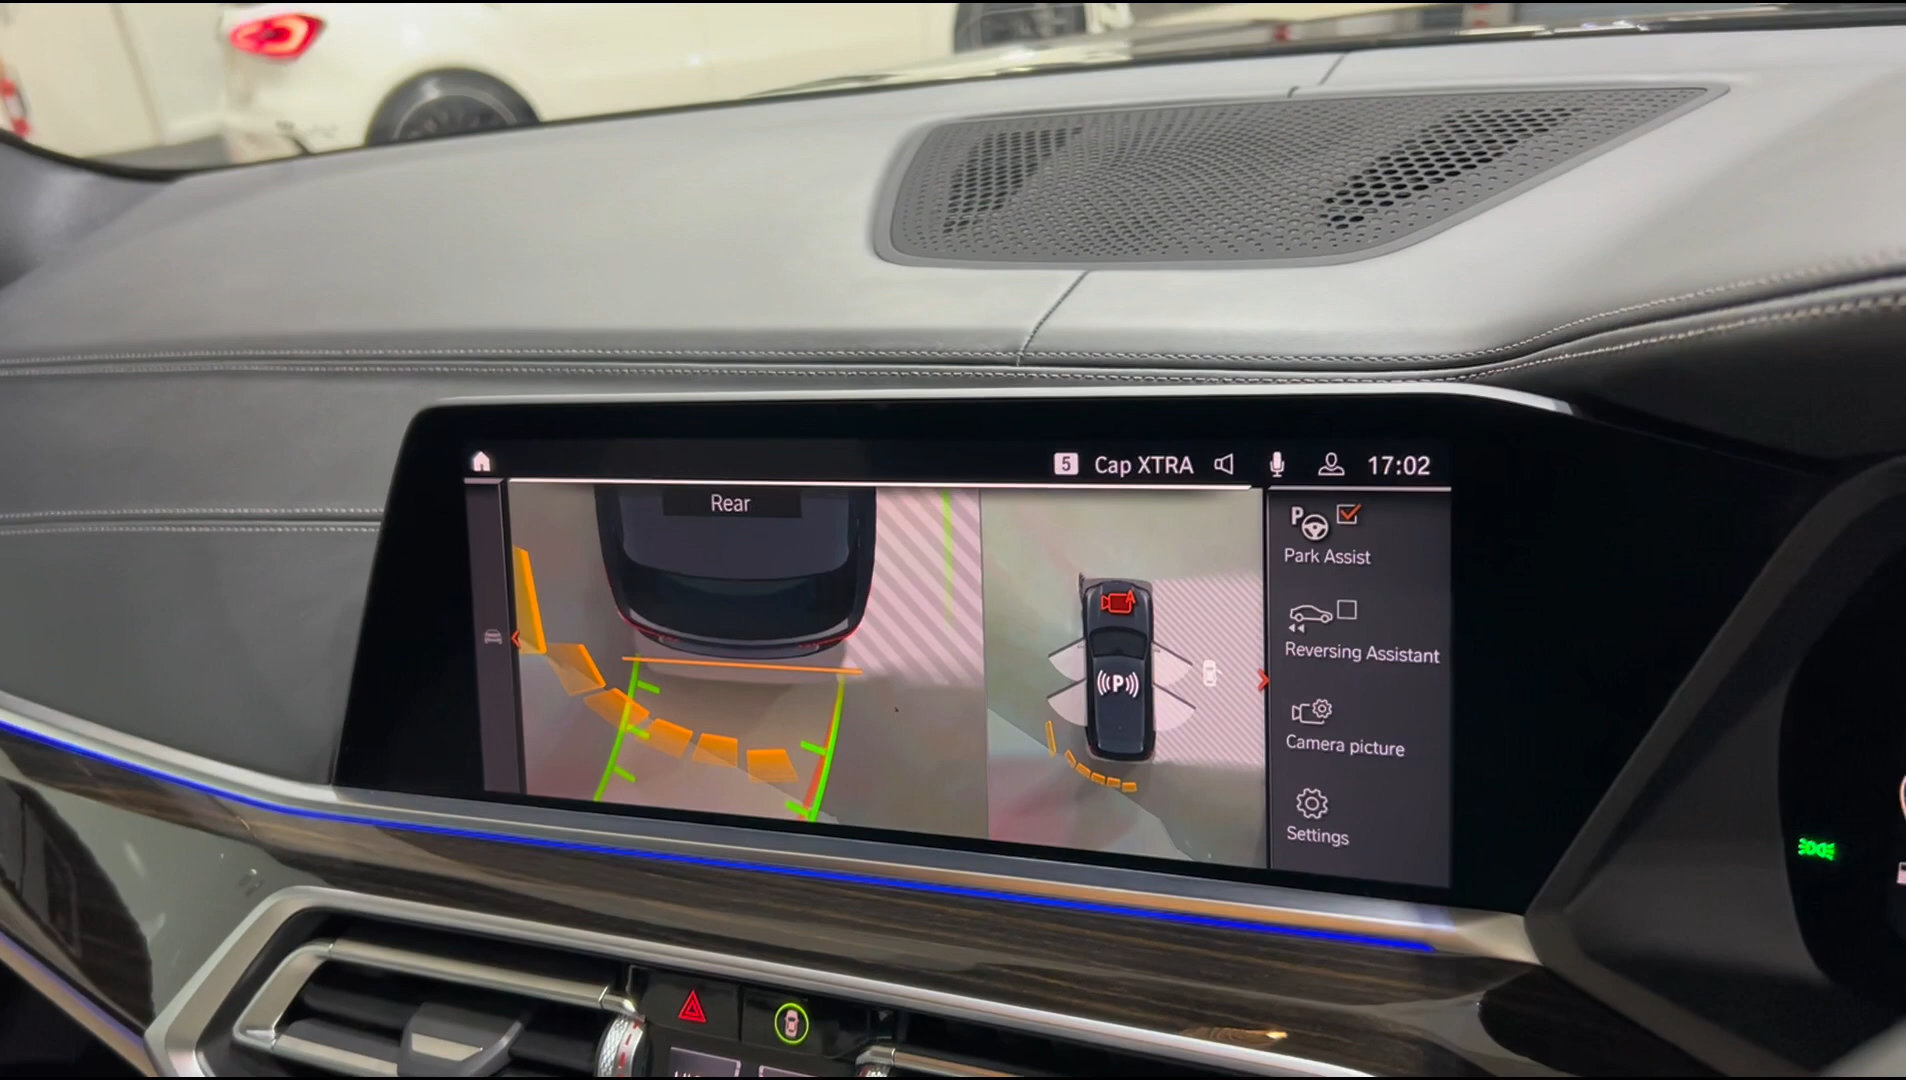 5 Cap XTRA 17:02
Rear
P
Park Assist
Reversing Assistant
P
Camera picture
Settings